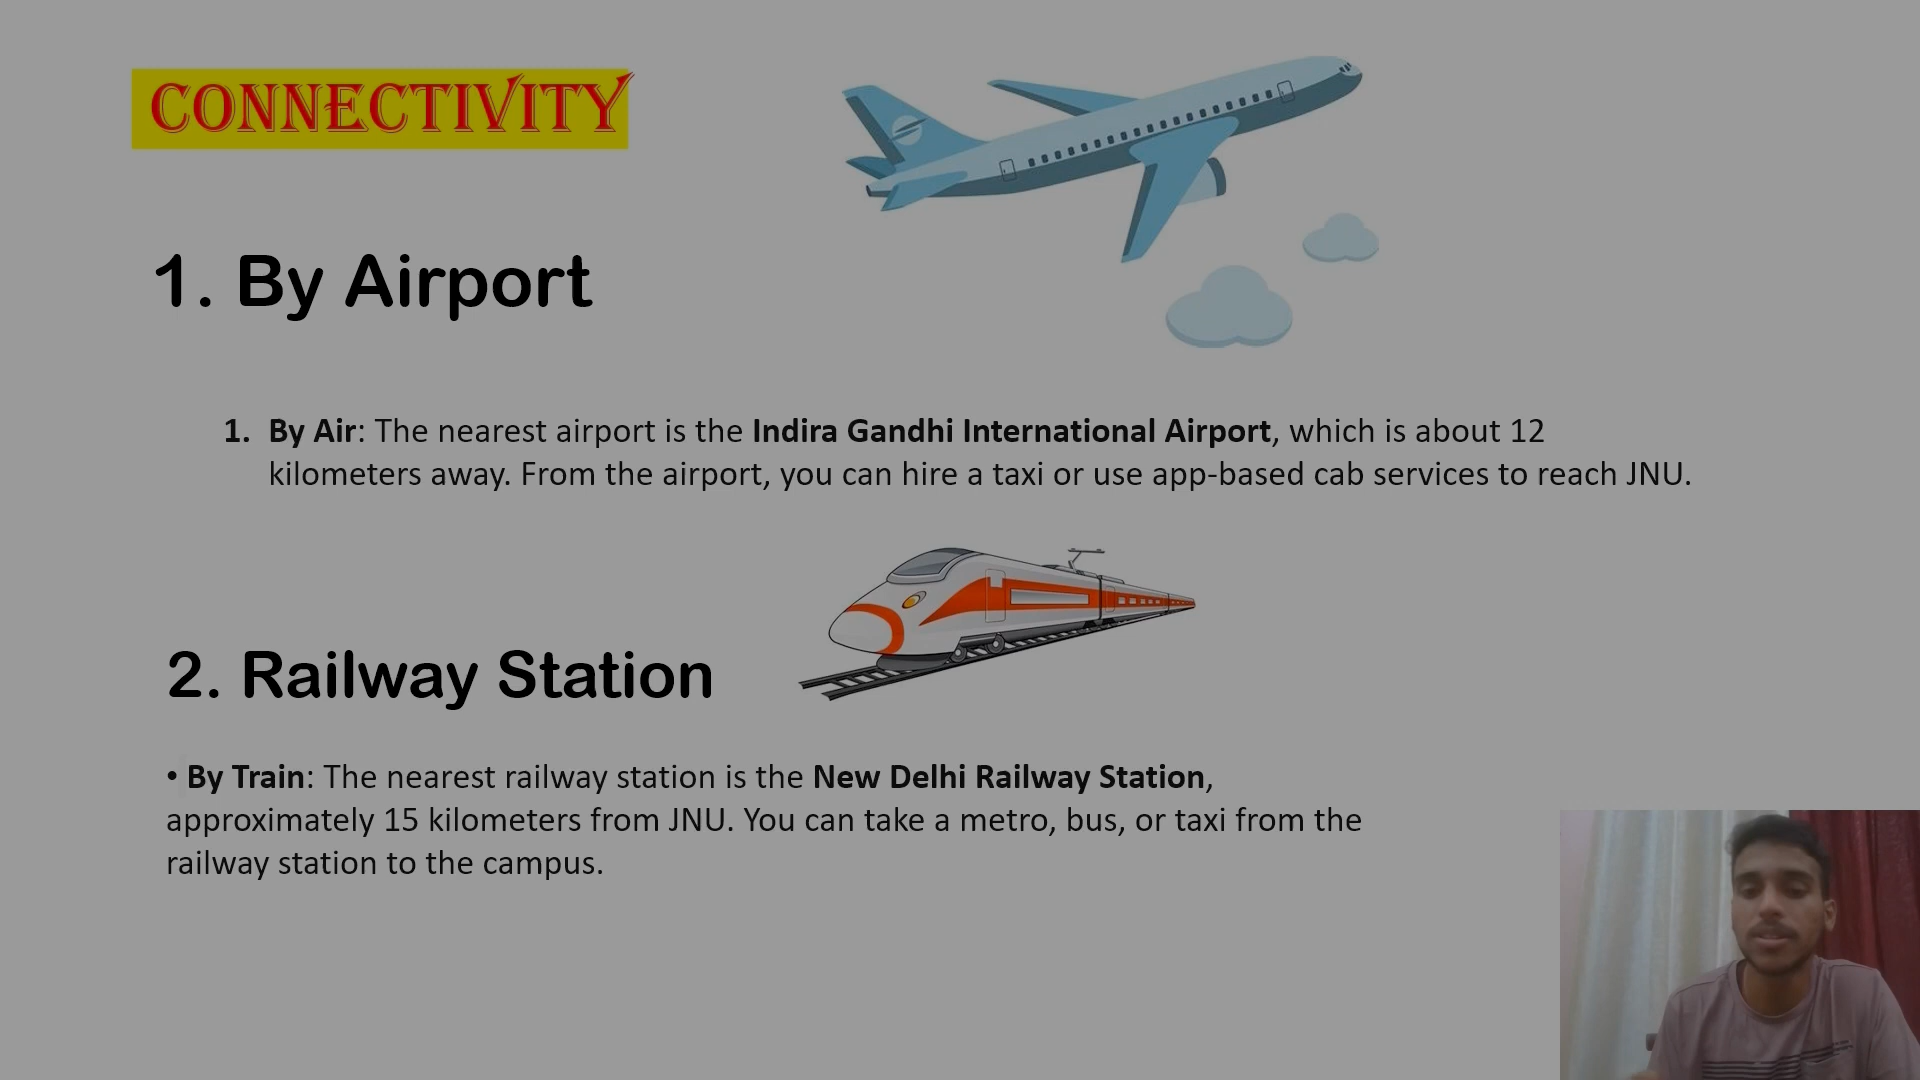 CONNECTIVITY
1. By Airport
1. By Air: The nearest airport is the Indira Gandhi International Airport, which is about 12
kilometers away. From the airport, you can hire a taxi or use app-based cab services to reach JNU.
2. Railway Station
• By Train: The nearest railway station is the New Delhi Railway Station,
approximately 15 kilometers from JNU. You can take a metro, bus, or taxi from the
railway station to the campus.